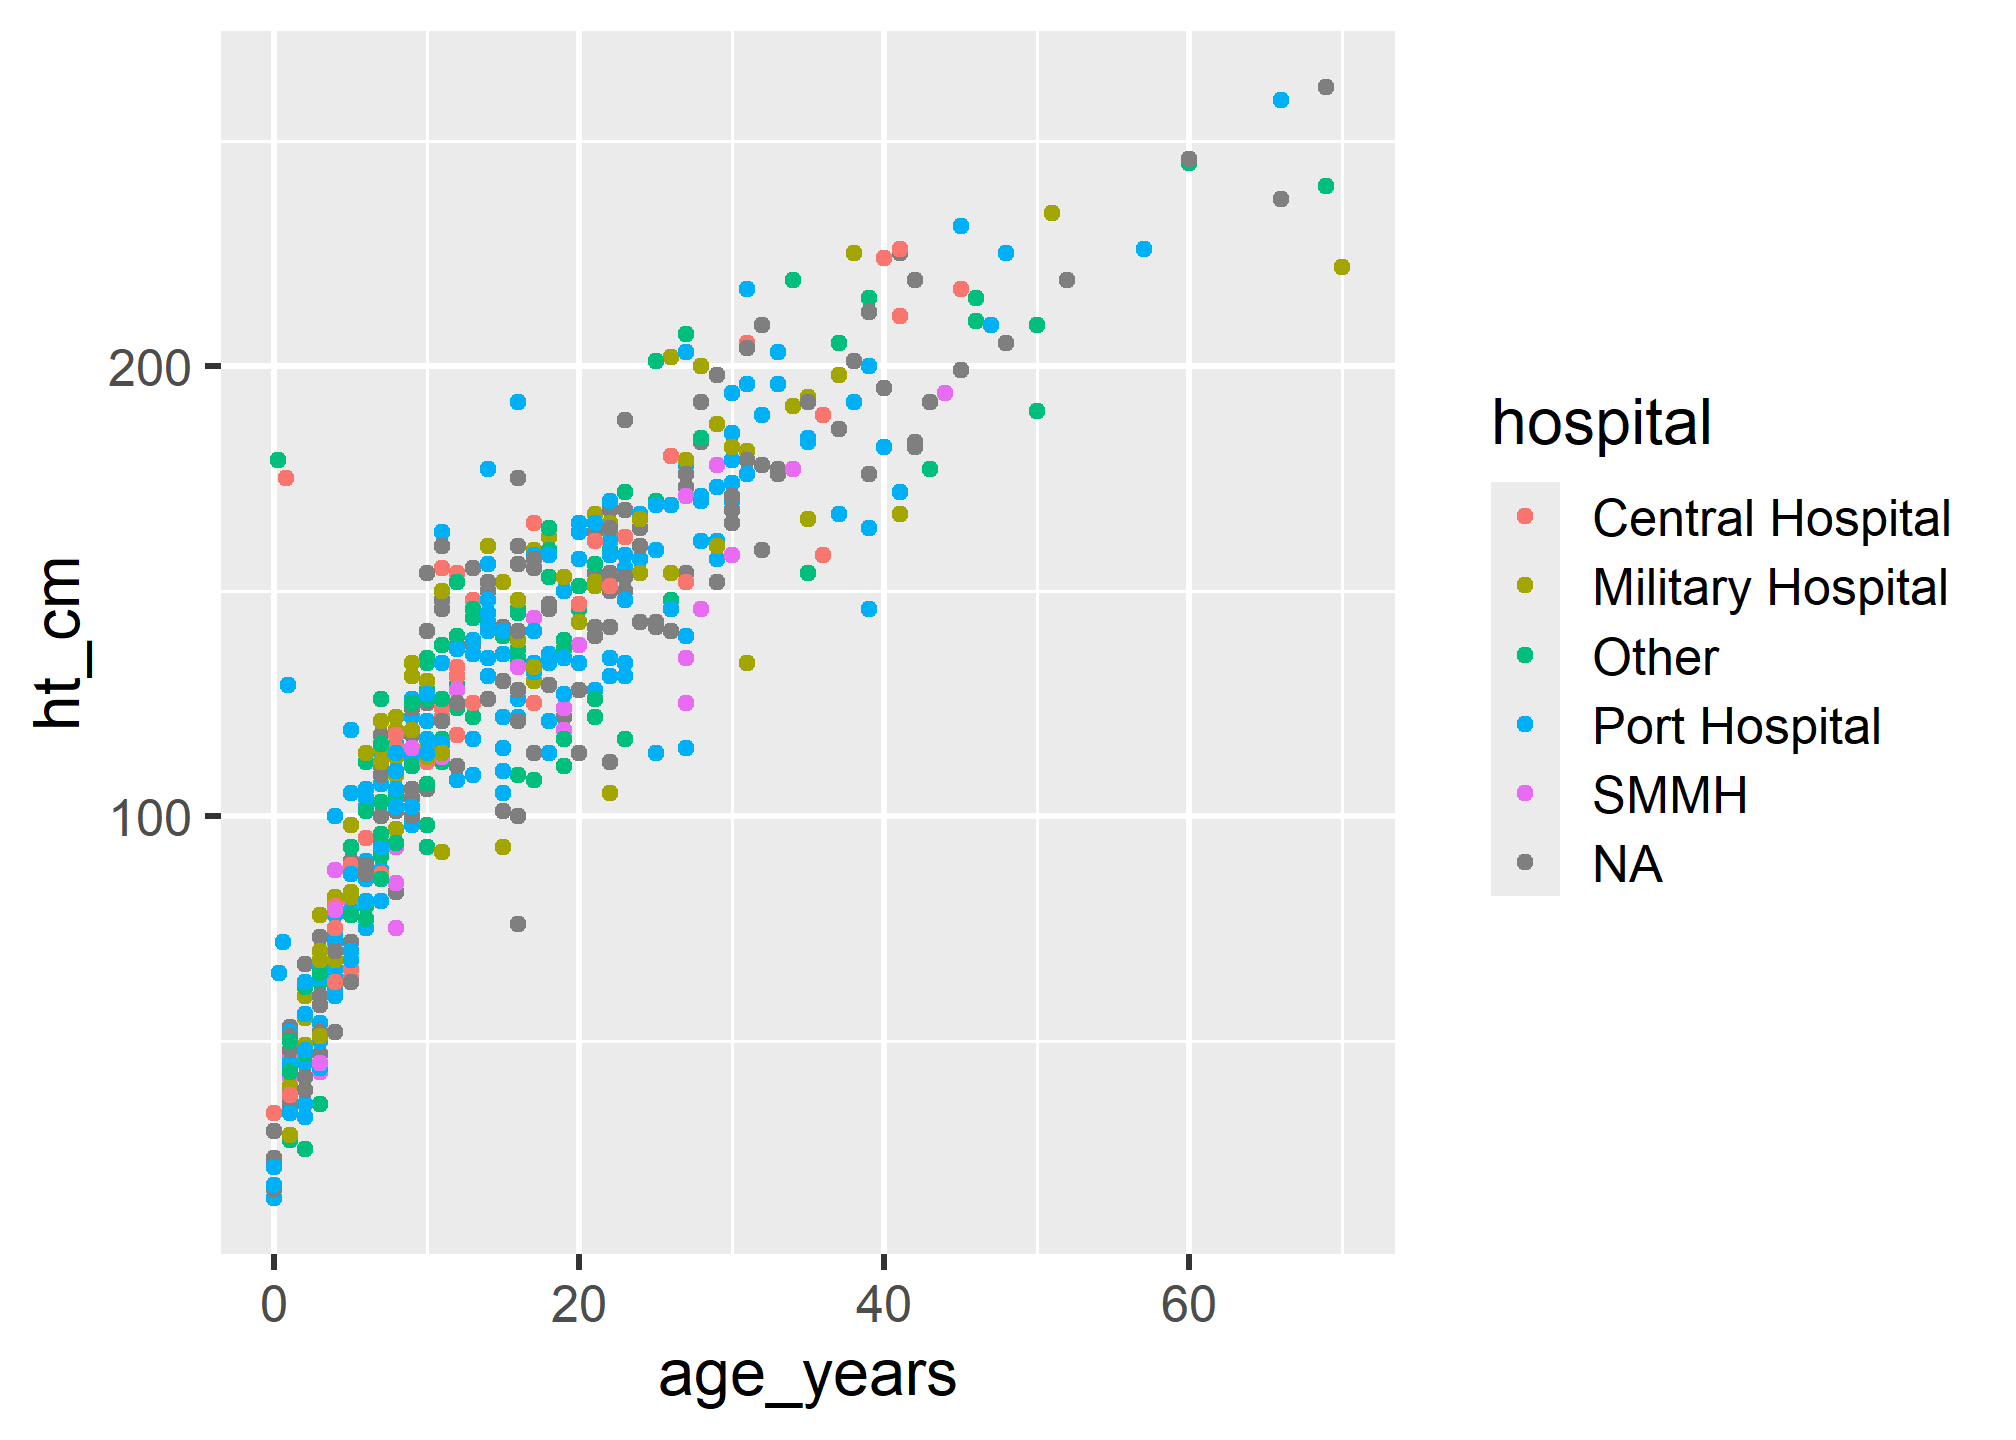 200
100
0
20
40
60
age_years
ht_cm
hospital
Central Hospital
Military Hospital
Other
Port Hospital
SMMH
NA